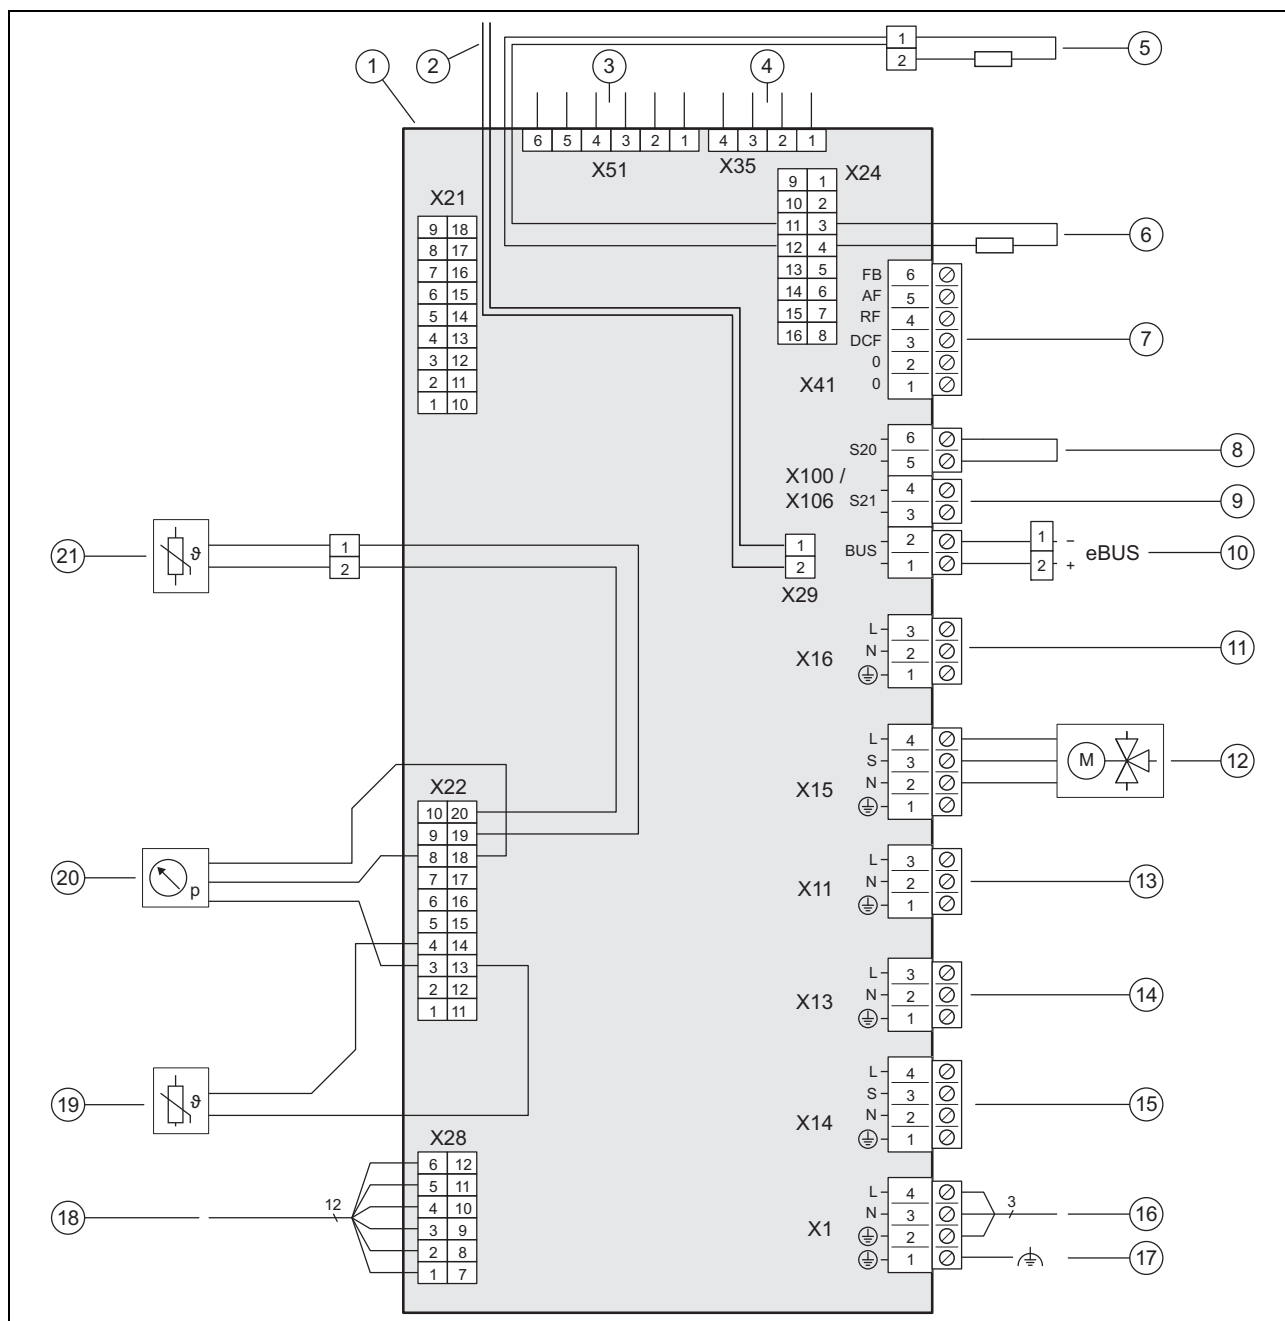 1
2
5
1 2 3 4
6 5 4 3 2 1 4 3 2 1
X51 X35
X24
9 1
10 2
11 3
12 4
13 5
14 6
15 7
16 8
6
X21
9 18
8 17
7 16
6 15
5 14
4 13
3 12
2 11
1 10
FB 6
AF 5
RF 4
DCF 3
0 2
0 1
X41
7
X100 /
X106
S20
6
5
8
S21
4
3
9
BUS
2
1
1 –
2 +
eBUS
10
1
2
X29
21
ϑ
1
2
X16
L 3
N 2
1
11
X15
L 4
S 3
N 2
1
M
12
X22
10 20
9 19
8 18
7 17
6 16
5 15
4 14
3 13
2 12
1 11
20
p
X11
L 3
N 2
1
13
X13
L 3
N 2
1
14
19
ϑ
X14
L 4
S 3
N 2
1
15
X28
6 12
5 11
4 10
3 9
2 8
1 7
18
12
X1
L 4
N 3
2
1
3
16
17